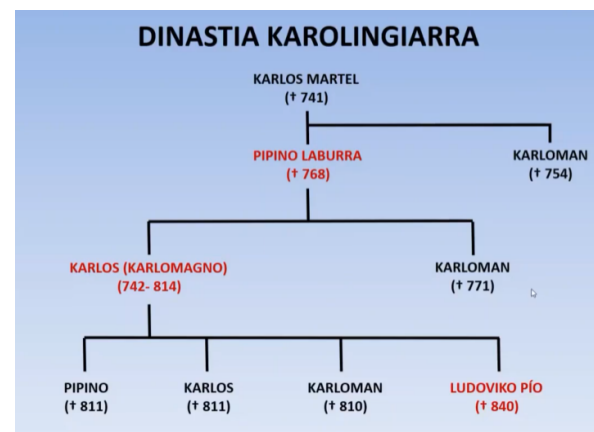 DINASTIA KAROLINGIARRA
KARLOS MARTEL
(† 741)
PIPINO LABURRA
(† 768)
KARLOMAN
(† 754)
KARLOS (KARLOMAGNO)
(742- 814)
KARLOMAN
(† 771)
PIPINO
(† 811)
KARLOS
(† 811)
KARLOMAN
(† 810)
LUDOVIKO PÍO
(† 840)